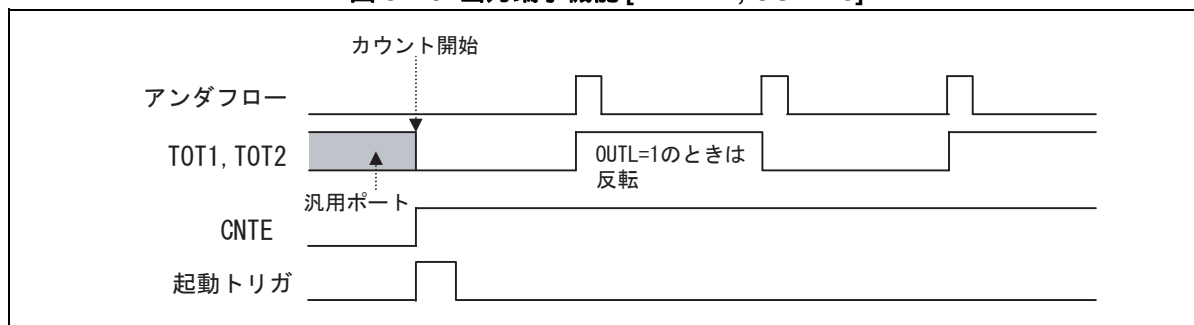 カウント開始
アンダフロー
TOT1, TOT2
OUTL=1のときは
反転
汎用ポート
CNTE
起動トリガ